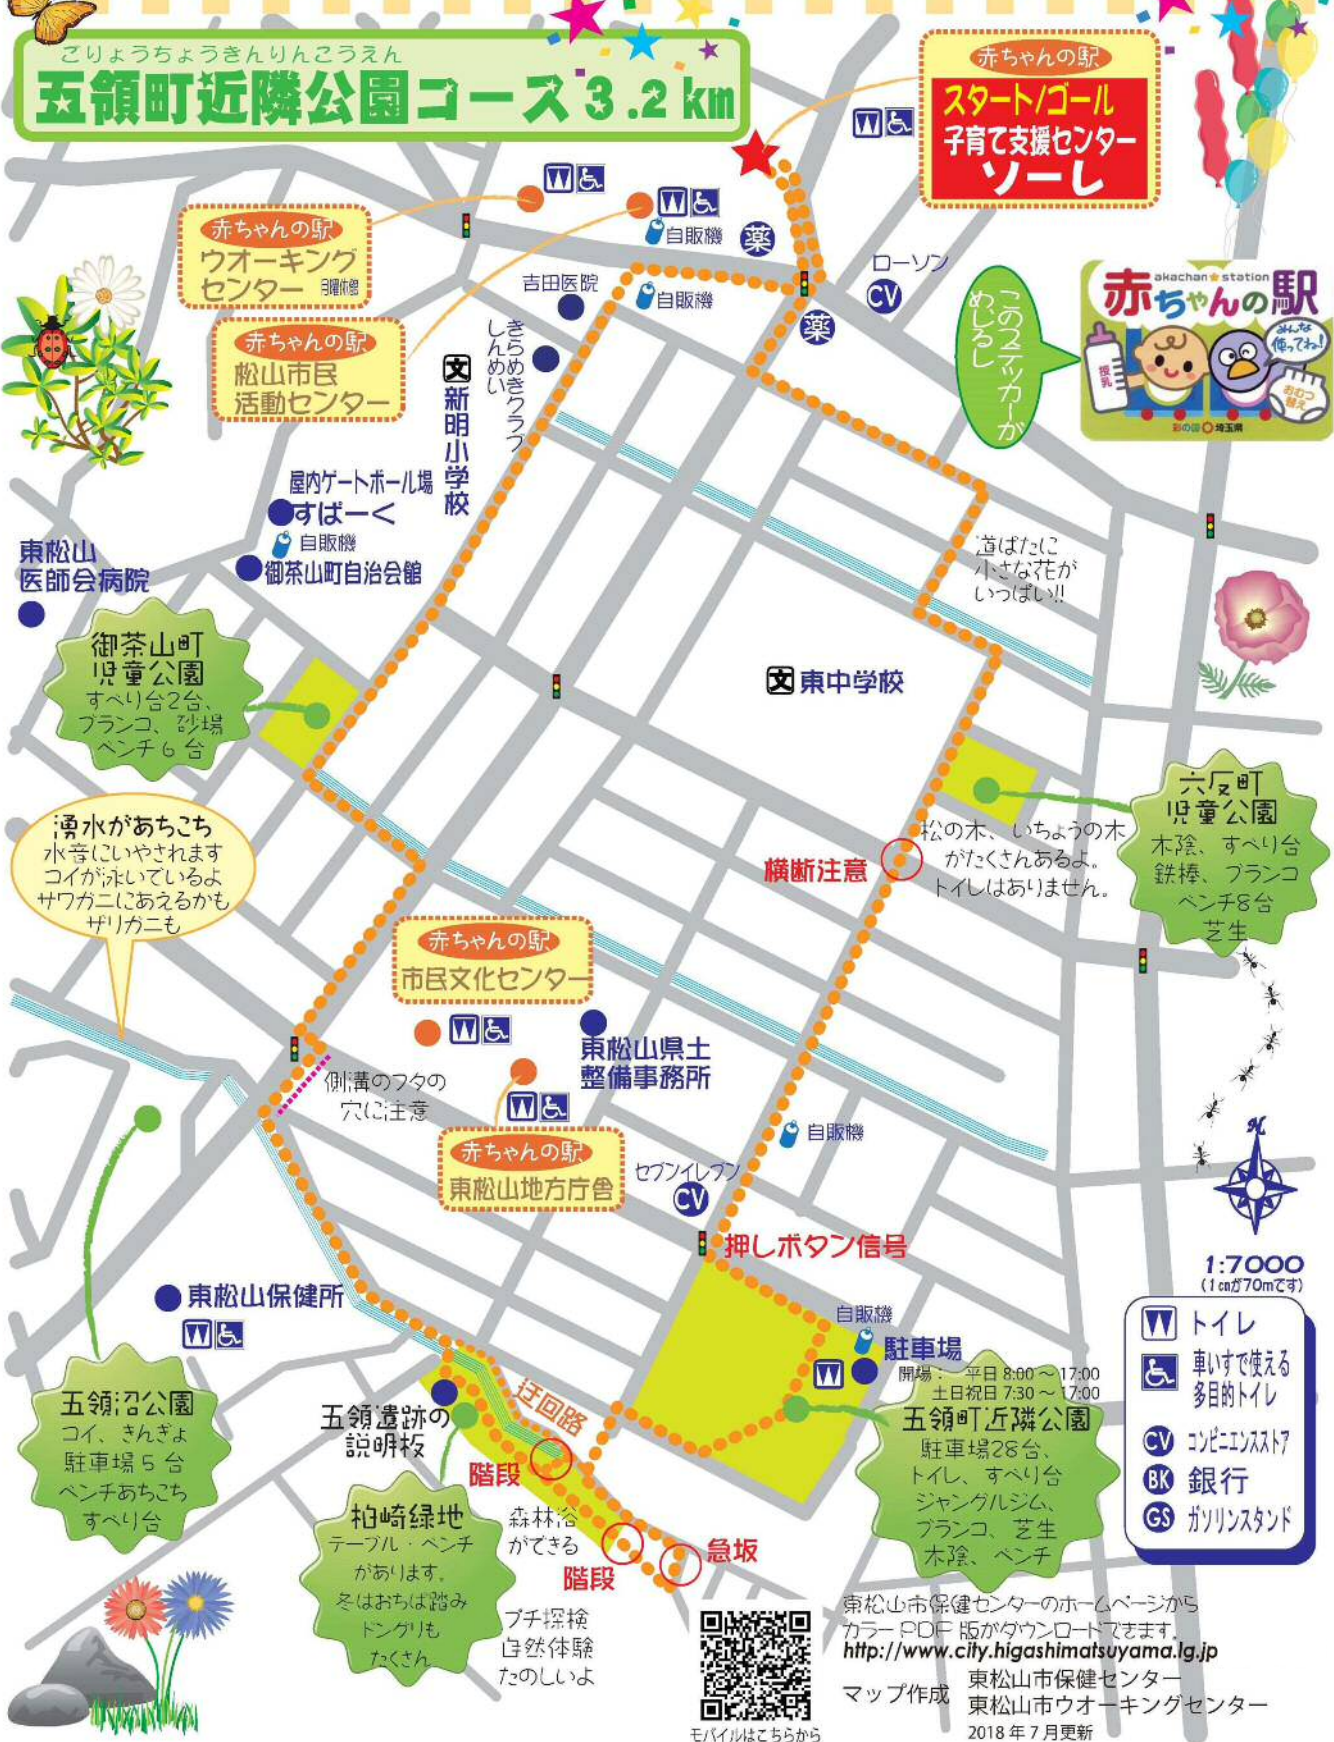 ごりょうちょうきんりんこうえん
五領町近隣公園コース3.2km
赤ちゃんの駅
スタート/ゴール
子育て支援センター
ソーレ
赤ちゃんの駅
ウオーキング
センター 月曜休館
自販機
薬
ローソン
CV
akachan station
赤ちゃんの駅
みんな
使ってね!
授乳
おむつ
替え
彩の国 埼玉県
このステッカーが
めじるし
吉田医院
自販機
薬
赤ちゃんの駅
松山市民
活動センター
きらめきクラブ
しんめい
文
新明小学校
屋内ゲートボール場
すぱーく
自販機
御茶山町自治会館
東松山
医師会病院
道ばたに
小さな花が
いっぱい!!
御茶山町
児童公園
すべり台2台、
ブランコ、砂場
ベンチ6台
文 東中学校
六反町
児童公園
木陰、すべり台
鉄棒、ブランコ
ベンチ8台
芝生
湧水があちこち
水音にいやされます
コイが泳いでいるよ
サワガニにあえるかも
ザリガニも
松の木、いちょうの木
がたくさんあるよ。
トイレはありません。
横断注意
赤ちゃんの駅
市民文化センター
東松山県土
整備事務所
側溝のフタの
穴に注意
赤ちゃんの駅
東松山地方庁舎
自販機
セブンイレブン
CV
押しボタン信号
N
1:7000
(1cmが70mです)
東松山保健所
自販機
駐車場
開場: 平日 8:00～17:00
土日祝日 7:30～17:00
トイレ
車いすで使える
多目的トイレ
CV コンビニエンスストア
BK 銀行
GS ガソリンスタンド
五領沼公園
コイ、きんぎょ
駐車場5台
ベンチあちこち
すべり台
五領遺跡の
説明板
迂回路
階段
五領町近隣公園
駐車場28台、
トイレ、すべり台
ジャングルジム、
ブランコ、芝生
木陰、ベンチ
柏崎緑地
テーブル・ベンチ
があります。
冬はおちば踏み
ドングリも
たくさん
森林浴
ができる
階段
急坂
プチ探検
自然体験
たのしいよ
モバイルはこちらから
東松山市保健センターのホームページから
カラーPDF版がダウンロードできます。
http://www.city.higashimatsuyama.lg.jp
マップ作成 東松山市保健センター
東松山市ウオーキングセンター
2018年7月更新